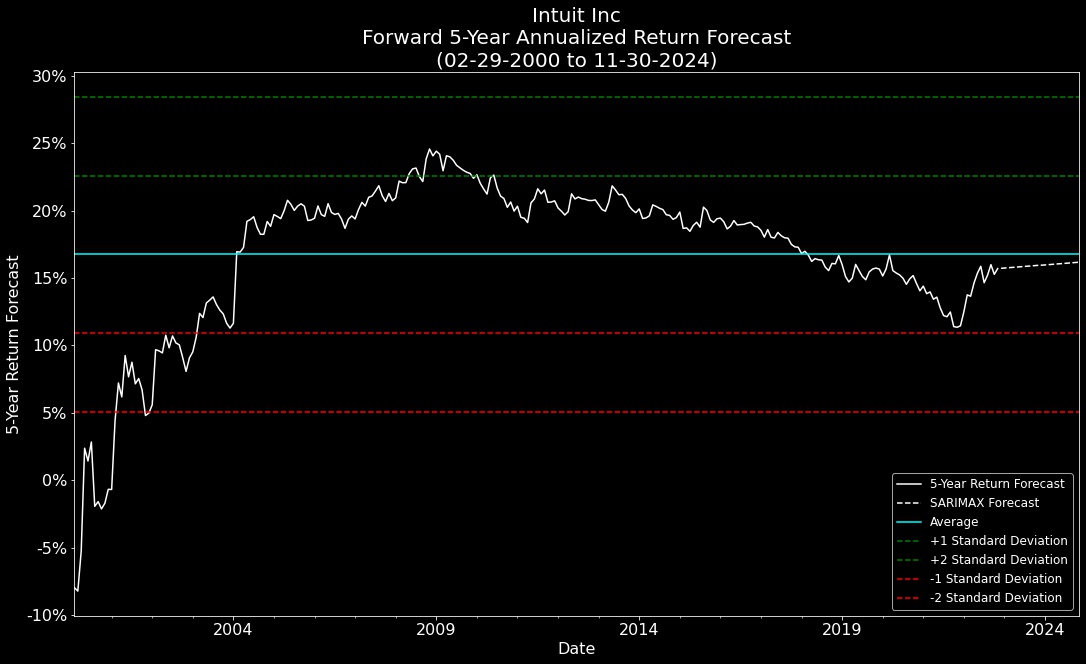 Intuit Inc
Forward 5-Year Annualized Return Forecast
(02-29-2000 to 11-30-2024)
30%
25%
20%
15%
10%
5%
0%
-5%
-10%
5-Year Return Forecast
2004
2009
2014
2019
2024
Date
5-Year Return Forecast
SARIMAX Forecast
Average
+1 Standard Deviation
+2 Standard Deviation
-1 Standard Deviation
-2 Standard Deviation